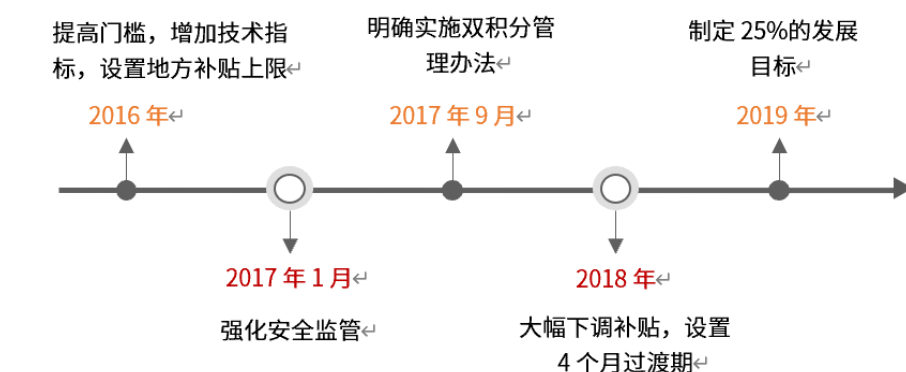 提高门槛，增加技术指
标，设置地方补贴上限↵
2016 年↵
明确实施双积分管
理办法↵
2017 年 9 月↵
制定 25%的发展
目标↵
2019 年↵
2017 年 1 月↵
强化安全监管↵
2018 年↵
大幅下调补贴，设置
4 个月过渡期↵